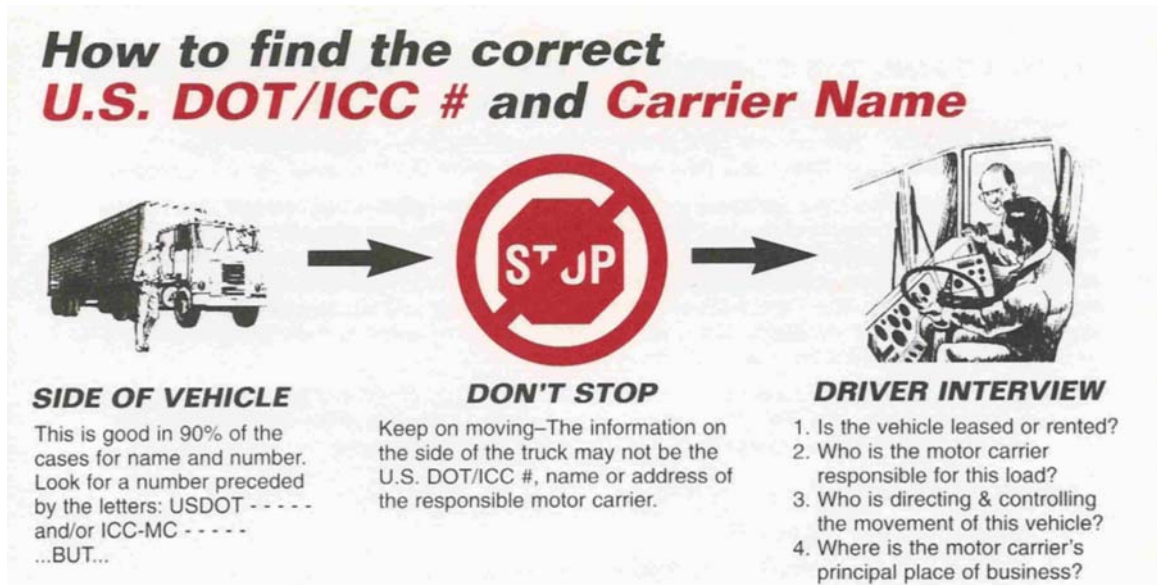 How to find the correct
U.S. DOT/ICC # and Carrier Name
STOP
SIDE OF VEHICLE
This is good in 90% of the
cases for name and number.
Look for a number preceded
by the letters: USDOT - - - - -
and/or ICC-MC - - - - -
...BUT...
DON'T STOP
Keep on moving–The information on
the side of the truck may not be the
U.S. DOT/ICC #, name or address of
the responsible motor carrier.
DRIVER INTERVIEW
1. Is the vehicle leased or rented?
2. Who is the motor carrier
responsible for this load?
3. Who is directing & controlling
the movement of this vehicle?
4. Where is the motor carrier's
principal place of business?